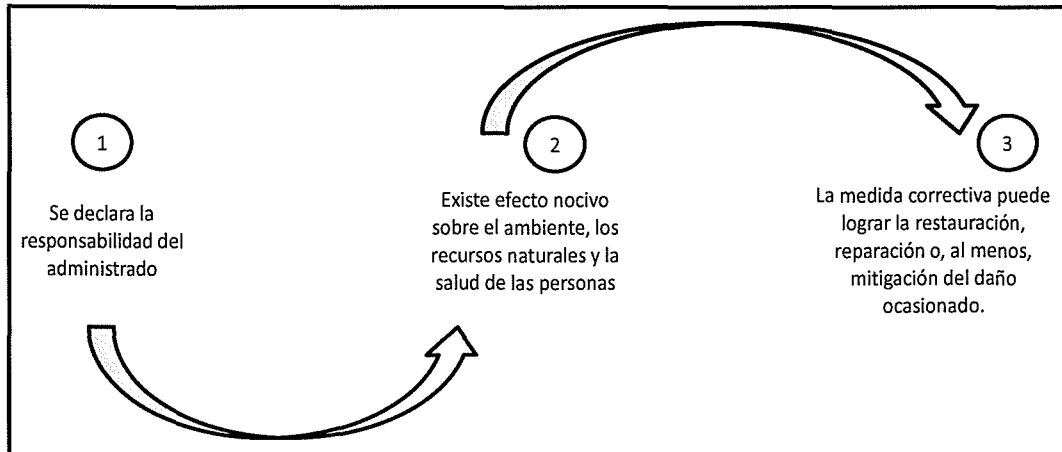 1
Se declara la
responsabilidad del
administrado
2
Existe efecto nocivo
sobre el ambiente, los
recursos naturales y la
salud de las personas
3
La medida correctiva puede
lograr la restauración,
reparación o, al menos,
mitigación del daño
ocasionado.